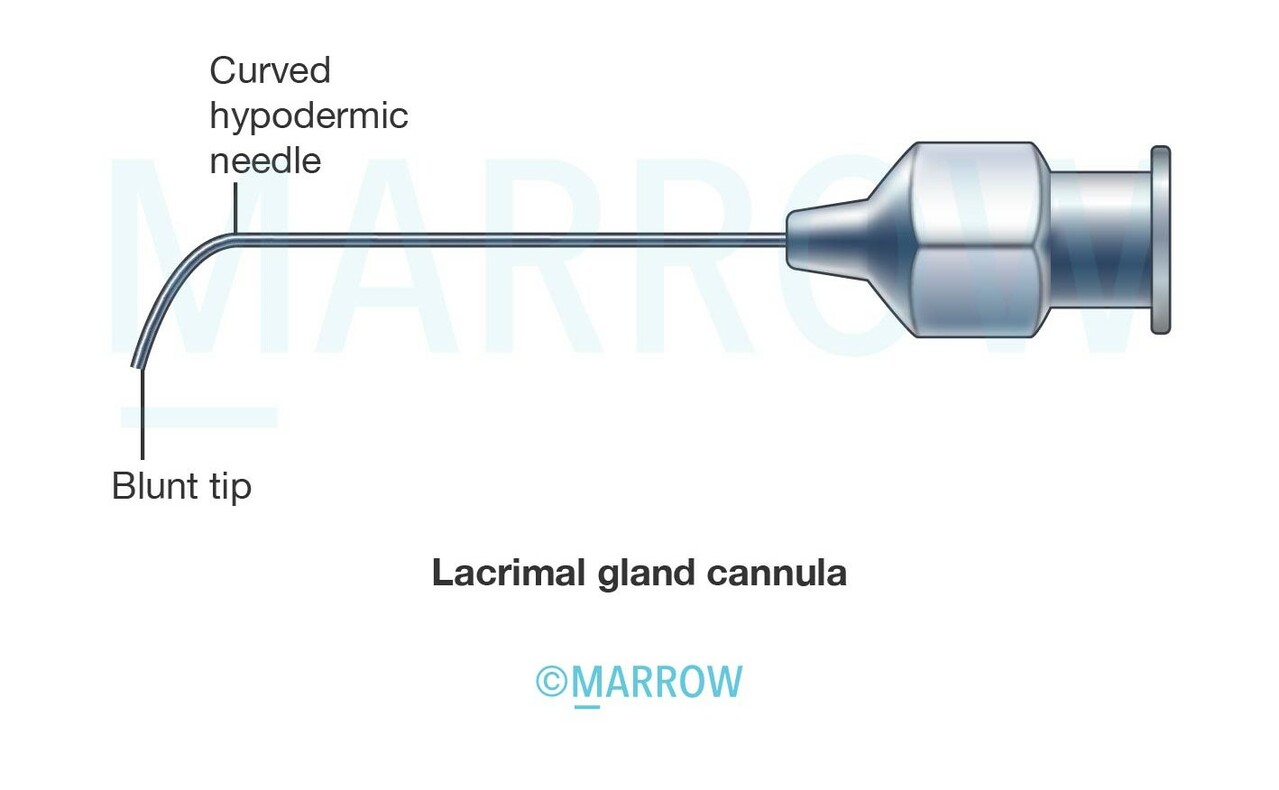 Curved
hypodermic
needle
MARROW
Blunt tip
Lacrimal gland cannula
©MARROW